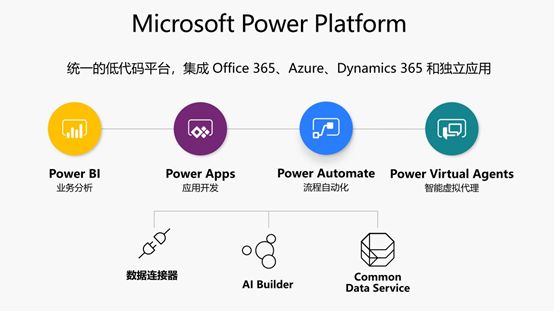 Microsoft Power Platform
统一的低代码平台，集成 Office 365、Azure、Dynamics 365 和独立应用
Power BI
业务分析
Power Apps
应用开发
Power Automate
流程自动化
Power Virtual Agents
智能虚拟代理
数据连接器
AI Builder
Common
Data Service